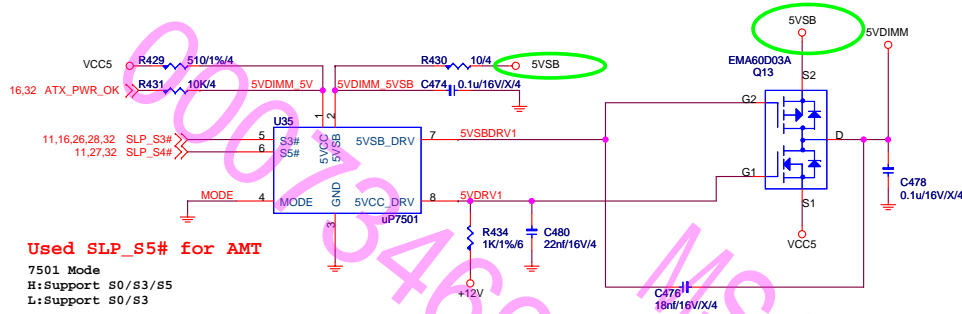 5VSB
5VDIMM
VCC5
R429
510/1%/4
R430
10/4
5VSB
EMA60D03A
Q13
16,32 ATX_PWR_OK
R431
10K/4
5VDIMM_5V
5VDIMM_5VSB
C474
0.1u/16V/X/4
S2
U35
1
2
G2
11,16,26,28,32 SLP_S3#
5
S3#
5VCC
5VSB
5VSB_DRV
7
5VSBDRV1
D
11,27,32 SLP_S4#
6
S5#
G1
C478
0.1u/16V/X/4
MODE
4
MODE
GND
5VCC_DRV
8
5VDRV1
S1
3
uP7501
R434
1K/1%/6
C480
22nf/16V/4
VCC5
Used SLP_S5# for AMT
7501 Mode
H:Support S0/S3/S5
L:Support S0/S3
+12V
C476
18nf/16V/X/4